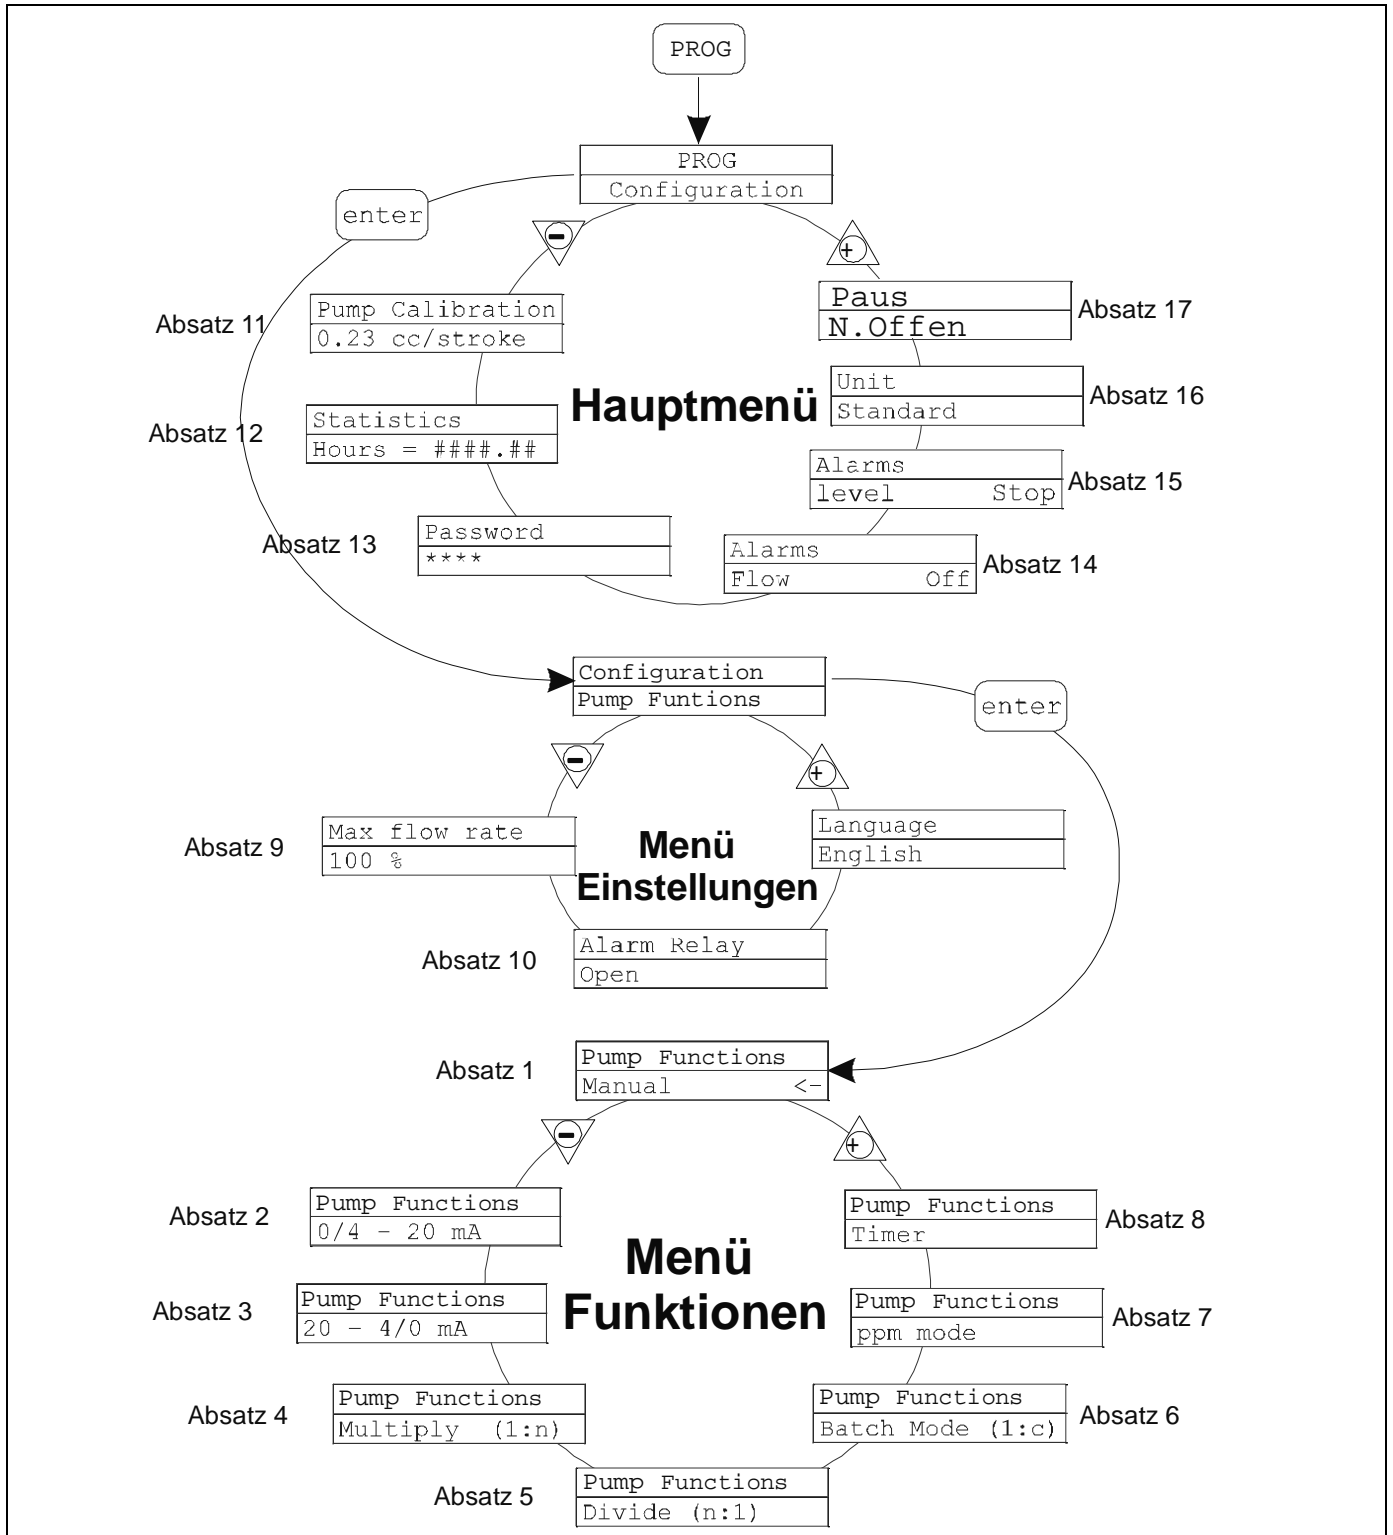 PROG
PROG
Configuration
enter
−
+
Pump Calibration
0.23 cc/stroke
Absatz 11
Paus
N.Offen
Absatz 17
Hauptmenü
Unit
Standard
Absatz 16
Absatz 12
Statistics
Hours = ####.##
Alarms
level Stop
Absatz 15
Absatz 13
Password
****
Alarms
Flow Off
Absatz 14
Configuration
Pump Funtions
enter
−
+
Absatz 9
Max flow rate
100 %
Menü
Einstellungen
Language
English
Absatz 10
Alarm Relay
Open
Absatz 1
Pump Functions
Manual <-
−
+
Absatz 2
Pump Functions
0/4 - 20 mA
Pump Functions
Timer
Absatz 8
Menü
Funktionen
Absatz 3
Pump Functions
20 - 4/0 mA
Pump Functions
ppm mode
Absatz 7
Absatz 4
Pump Functions
Multiply (1:n)
Pump Functions
Batch Mode (1:c)
Absatz 6
Absatz 5
Pump Functions
Divide (n:1)